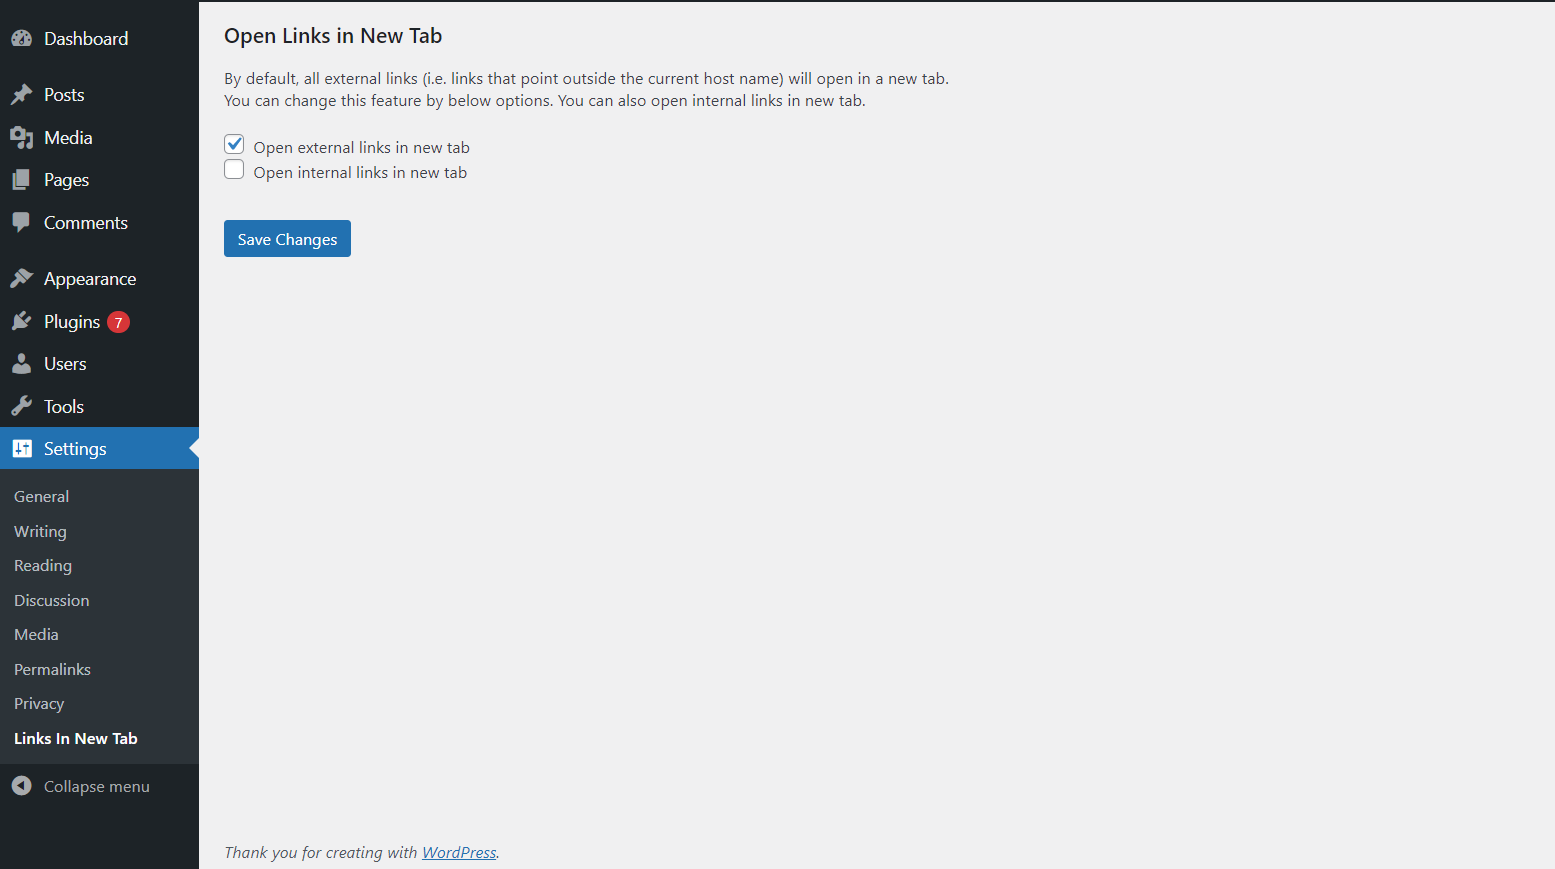 Dashboard
Posts
Media
Pages
Comments
Appearance
Plugins 7
Users
Tools
Settings
General
Writing
Reading
Discussion
Media
Permalinks
Privacy
Links In New Tab
Collapse menu
Open Links in New Tab
By default, all external links (i.e. links that point outside the current host name) will open in a new tab.
You can change this feature by below options. You can also open internal links in new tab.
Open external links in new tab
Open internal links in new tab
Save Changes
Thank you for creating with WordPress.